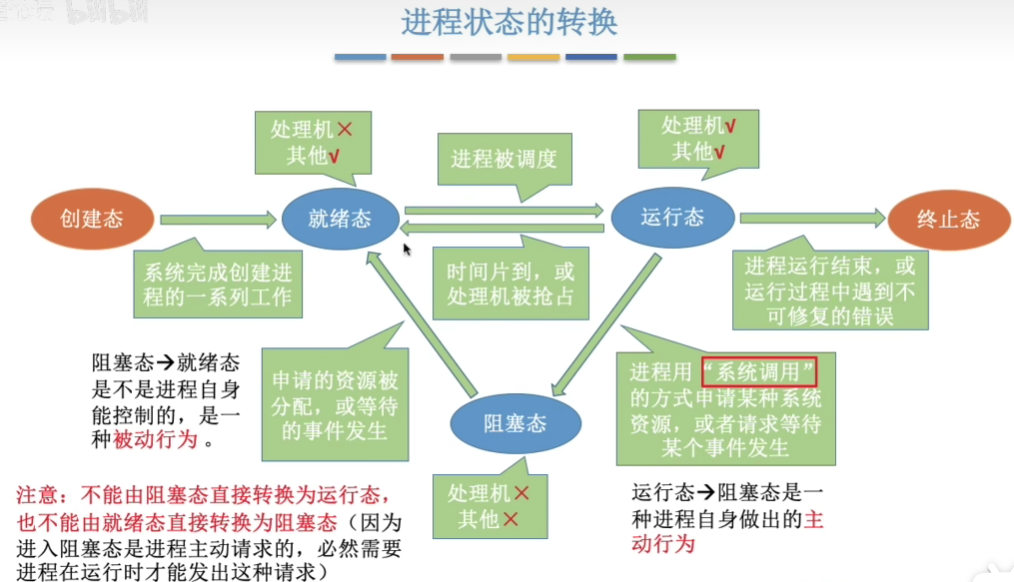 进程状态的转换
处理机×
其他√
处理机√
其他√
进程被调度
创建态
就绪态
运行态
终止态
系统完成创建进
程的一系列工作
时间片到，或
处理机被抢占
进程运行结束，或
运行过程中遇到不
可修复的错误
阻塞态→就绪态
是不是进程自身
能控制的，是一
种被动行为。
申请的资源被
分配，或等待
的事件发生
进程用“系统调用”
的方式申请某种系统
资源，或者请求等待
某个事件发生
阻塞态
处理机×
其他×
注意：不能由阻塞态直接转换为运行态，
也不能由就绪态直接转换为阻塞态（因为
进入阻塞态是进程主动请求的，必然需要
进程在运行时才能发出这种请求）
运行态→阻塞态是一
种进程自身做出的主
动行为
bilibili